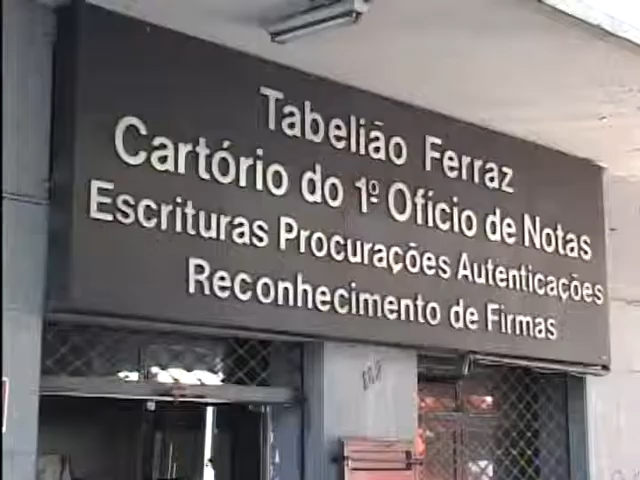 Tabelião Ferraz
Cartório do 1º Ofício de Notas
Escrituras Procurações Autenticações
Reconhecimento de Firmas